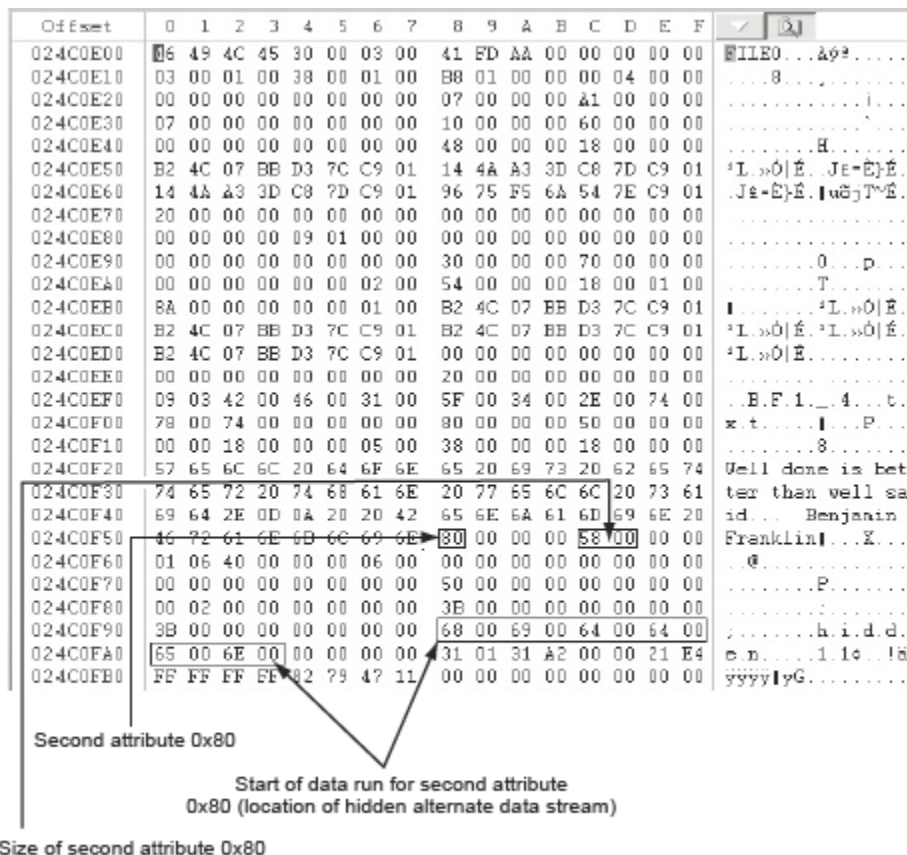 Offset 0 1 2 3 4 5 6 7 8 9 A B C D E F
024C0E00 06 49 4C 45 30 00 03 00 41 FD AA 00 00 00 00 00 FILE0...Aýª.....
024C0E10 03 00 01 00 38 00 01 00 B8 01 00 00 00 04 00 00 ....8...¸.......
024C0E20 00 00 00 00 00 00 00 00 07 00 00 00 A1 00 00 00 ............¡...
024C0E30 07 00 00 00 00 00 00 00 10 00 00 00 60 00 00 00 ............`...
024C0E40 00 00 00 00 00 00 00 00 48 00 00 00 18 00 00 00 ........H.......
024C0E50 B2 4C 07 BB D3 7C C9 01 14 4A A3 3D C8 7D C9 01 ²L.»Ó|É..J£=È}É.
024C0E60 14 4A A3 3D C8 7D C9 01 96 75 F5 6A 54 7E C9 01 .J£=È}É.▮uõjT~É.
024C0E70 20 00 00 00 00 00 00 00 00 00 00 00 00 00 00 00 ...............
024C0E80 00 00 00 00 09 01 00 00 00 00 00 00 00 00 00 00 ................
024C0E90 00 00 00 00 00 00 00 00 30 00 00 00 70 00 00 00 ........0...p...
024C0EA0 00 00 00 00 00 00 02 00 54 00 00 00 18 00 01 00 ........T.......
024C0EB0 8A 00 00 00 00 00 01 00 B2 4C 07 BB D3 7C C9 01 ▮.......²L.»Ó|É.
024C0EC0 B2 4C 07 BB D3 7C C9 01 B2 4C 07 BB D3 7C C9 01 ²L.»Ó|É.²L.»Ó|É.
024C0ED0 B2 4C 07 BB D3 7C C9 01 00 00 00 00 00 00 00 00 ²L.»Ó|É.........
024C0EE0 00 00 00 00 00 00 00 00 20 00 00 00 00 00 00 00 ........ .......
024C0EF0 09 03 42 00 46 00 31 00 5F 00 34 00 2E 00 74 00 ..B.F.1._.4...t.
024C0F00 78 00 74 00 00 00 00 00 80 00 00 00 50 00 00 00 x.t.....▮...P...
024C0F10 00 00 18 00 00 00 05 00 38 00 00 00 18 00 00 00 ........8.......
024C0F20 57 65 6C 6C 20 64 6F 6E 65 20 69 73 20 62 65 74 Well done is bet
024C0F30 74 65 72 20 74 68 61 6E 20 77 65 6C 6C 20 73 61 ter than well sa
024C0F40 69 64 2E 0D 0A 20 20 42 65 6E 6A 61 6D 69 6E 20 id... Benjamin
024C0F50 46 72 61 6E 6B 6C 69 6E 80 00 00 00 58 00 00 00 Franklin▮...X...
024C0F60 01 06 40 00 00 00 06 00 00 00 00 00 00 00 00 00 ..@.............
024C0F70 00 00 00 00 00 00 00 00 50 00 00 00 00 00 00 00 ........P.......
024C0F80 00 02 00 00 00 00 00 00 3B 00 00 00 00 00 00 00 ........;.......
024C0F90 3B 00 00 00 00 00 00 00 68 00 69 00 64 00 64 00 ;.......h.i.d.d.
024C0FA0 65 00 6E 00 00 00 00 00 31 01 31 A2 00 00 21 E4 e.n.....1.1¢..!ä
024C0FB0 FF FF FF FF 82 79 47 11 00 00 00 00 00 00 00 00 ÿÿÿÿ▮yG.........
Second attribute 0x80
Start of data run for second attribute
0x80 (location of hidden alternate data stream)
Size of second attribute 0x80